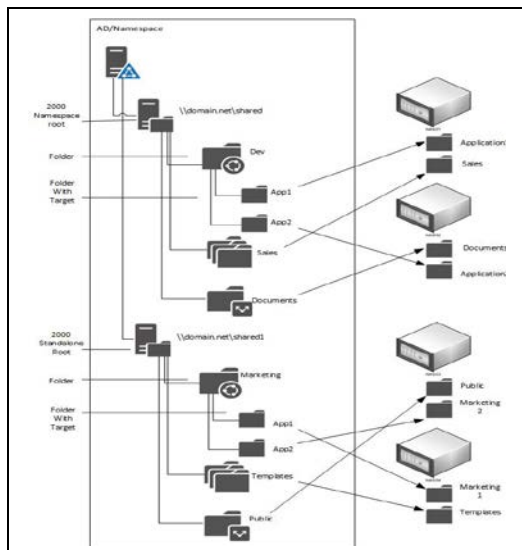 AD/Namespace
2000
Namespace
root
\\domain.net\shared
Folder
Dev
Folder
With
Target
App1
App2
Sales
Documents
Application1
Sales
Documents
Application2
2000
Standalone
Root
\\domain.net\shared1
Folder
Marketing
Folder
With
Target
App1
App2
Templates
Public
Public
Marketing
2
Marketing
1
Templates